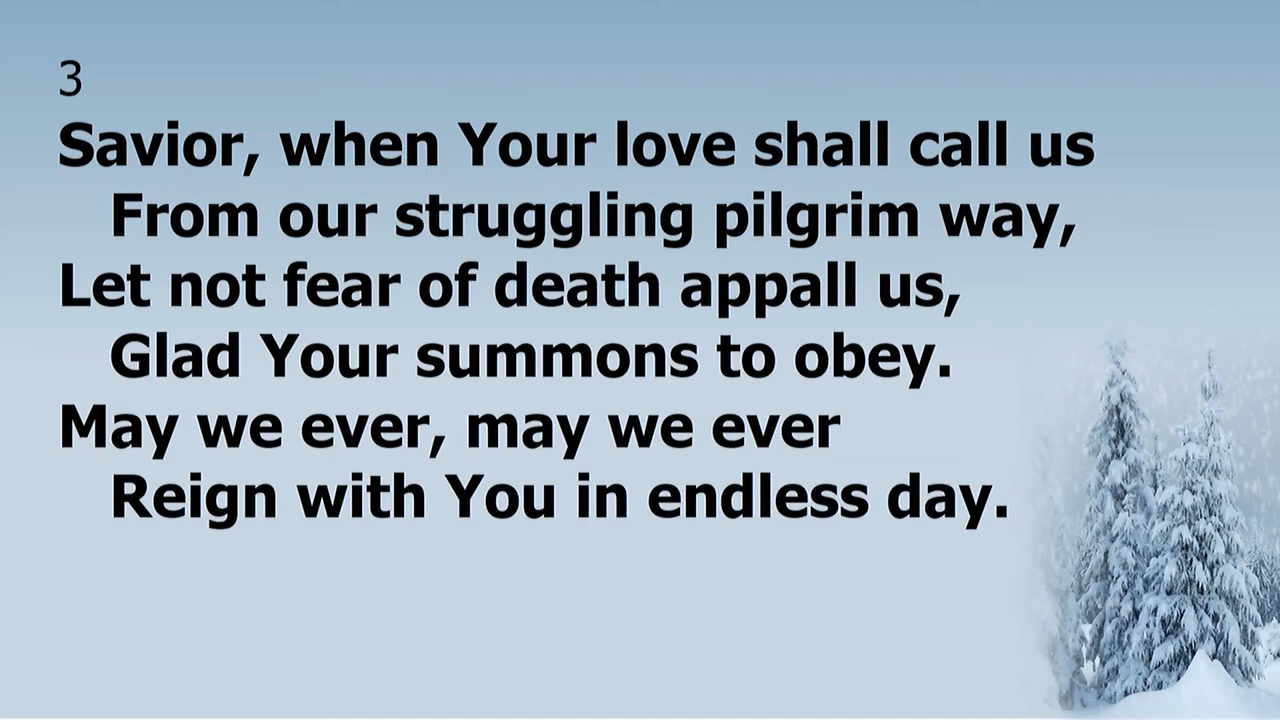 3
Savior, when Your love shall call us
From our struggling pilgrim way,
Let not fear of death appall us,
Glad Your summons to obey.
May we ever, may we ever
Reign with You in endless day.